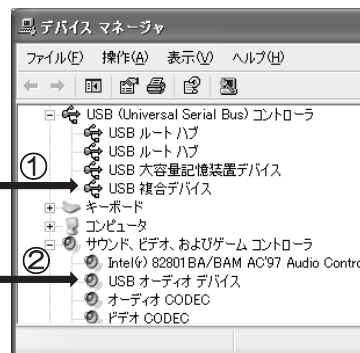 デバイス マネージャ
ファイル(F) 操作(A) 表示(V) ヘルプ(H)
USB (Universal Serial Bus) コントローラ
USB ルート ハブ
USB ルート ハブ
USB 大容量記憶装置デバイス
① USB 複合デバイス
キーボード
コンピュータ
サウンド、ビデオ、およびゲーム コントローラ
Intel(r) 82801BA/BAM AC'97 Audio Contro
② USB オーディオ デバイス
オーディオ CODEC
ビデオ CODEC